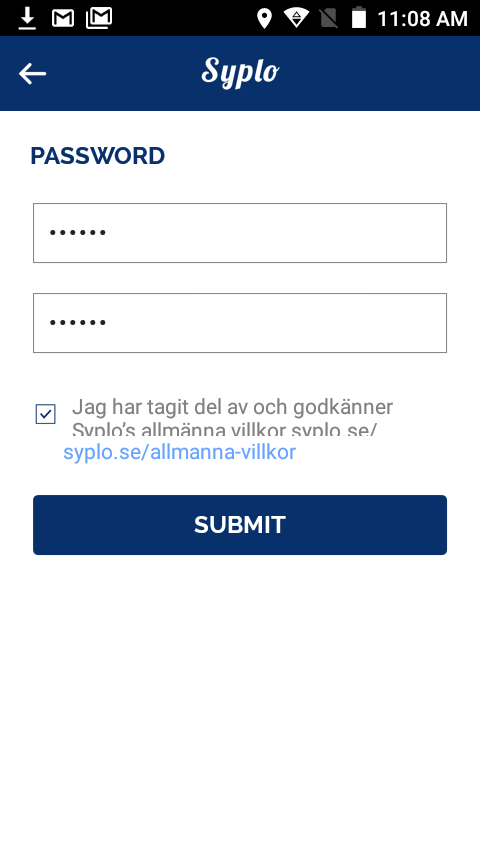 11:08 AM
Syplo
PASSWORD
••••••
••••••
Jag har tagit del av och godkänner
Syplo's allmänna villkor syplo.se/
syplo.se/allmanna-villkor
SUBMIT